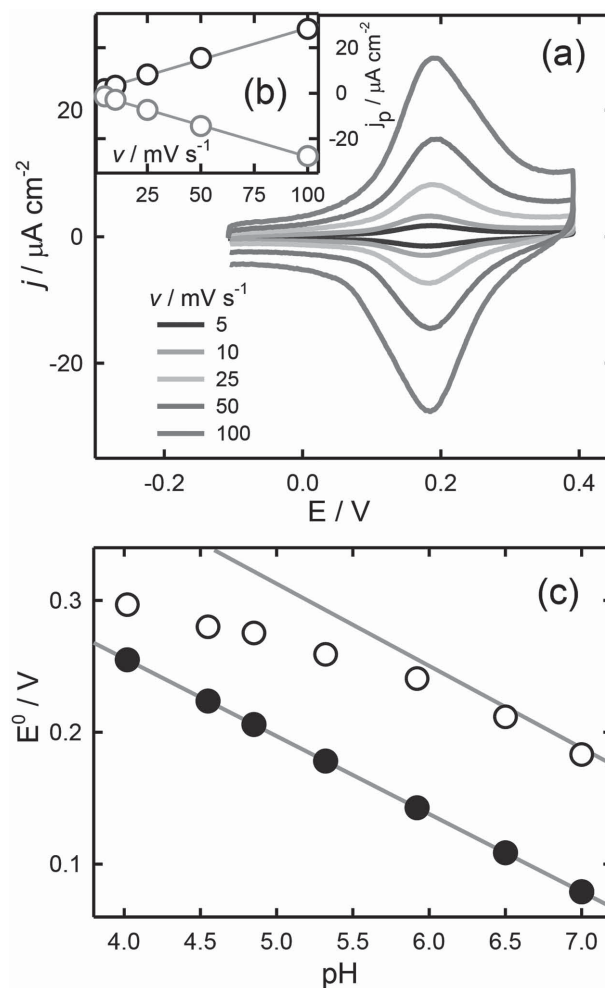 (a)
20
0
-20
j / μA cm⁻²
-0.2
0.0
0.2
0.4
E / V
v / mV s⁻¹
5
10
25
50
100
(b)
20
0
-20
jₚ / μA cm⁻²
v / mV s⁻¹
25
50
75
100
(c)
0.3
0.2
0.1
E⁰ / V
4.0
4.5
5.0
5.5
6.0
6.5
7.0
pH